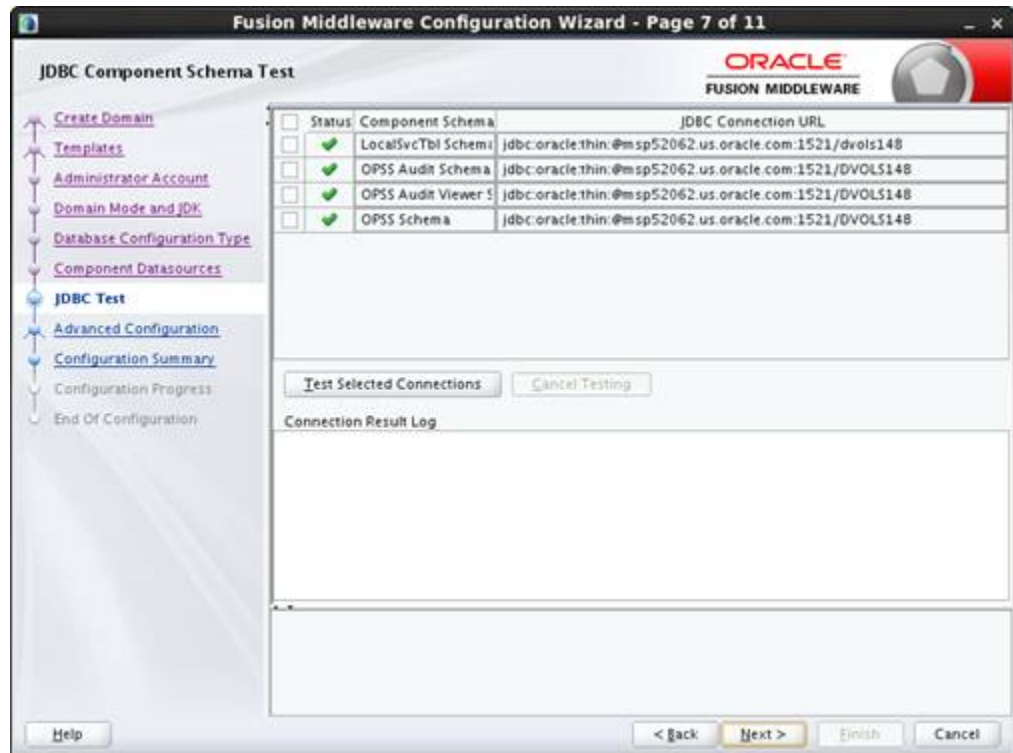 Fusion Middleware Configuration Wizard - Page 7 of 11
JDBC Component Schema Test
ORACLE
FUSION MIDDLEWARE
Create Domain
Templates
Administrator Account
Domain Mode and JDK
Database Configuration Type
Component Datasources
JDBC Test
Advanced Configuration
Configuration Summary
Configuration Progress
End Of Configuration
Status Component Schema JDBC Connection URL
LocalSvcTbl Schema jdbc:oracle:thin:@msp52062.us.oracle.com:1521/dvols148
OPSS Audit Schema jdbc:oracle:thin:@msp52062.us.oracle.com:1521/DVOLS148
OPSS Audit Viewer S jdbc:oracle:thin:@msp52062.us.oracle.com:1521/DVOLS148
OPSS Schema jdbc:oracle:thin:@msp52062.us.oracle.com:1521/DVOLS148
Test Selected Connections Cancel Testing
Connection Result Log
Help < Back Next > Finish Cancel